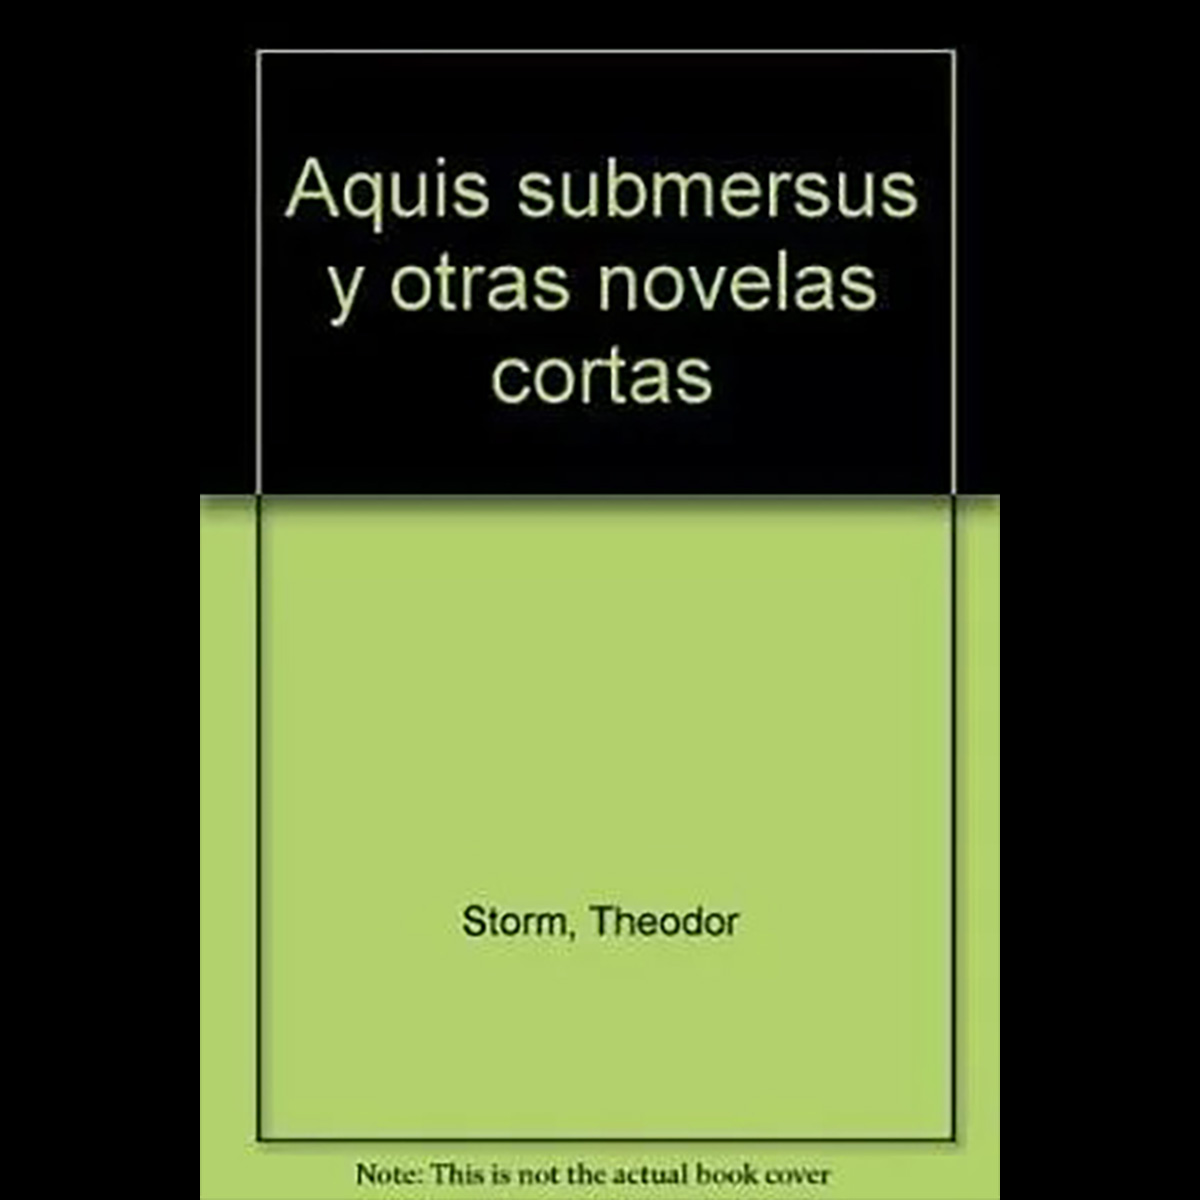 Aquis submersus
y otras novelas
cortas
Storm, Theodor
Note: This is not the actual book cover